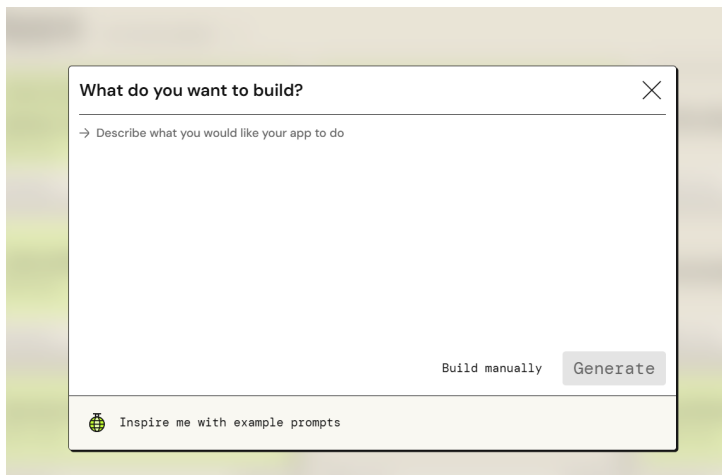 What do you want to build?
→ Describe what you would like your app to do
Build manually
Generate
Inspire me with example prompts